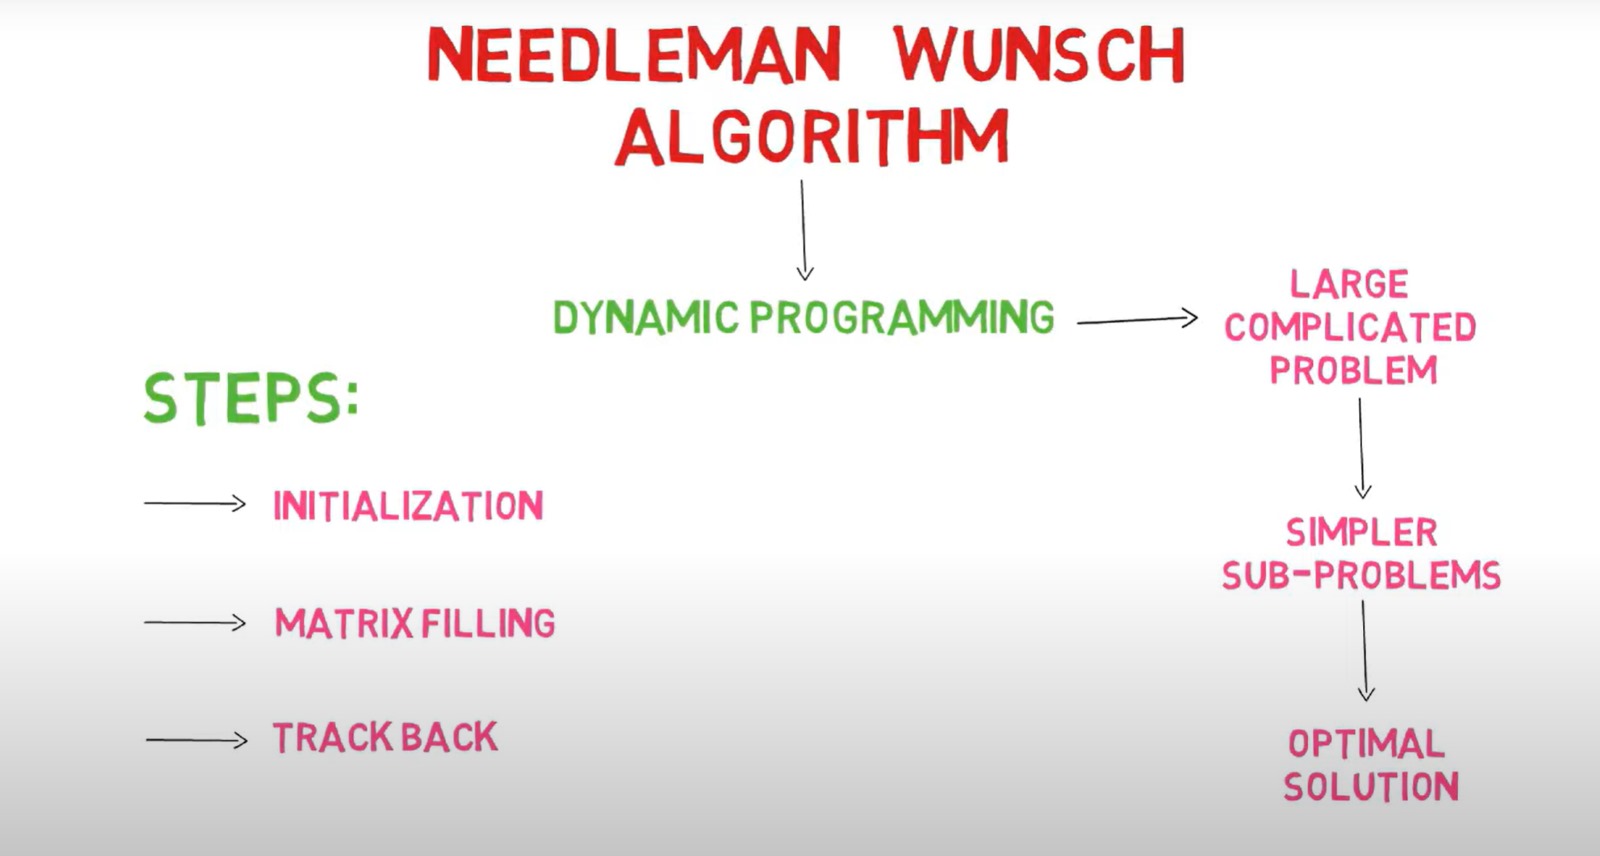 NEEDLEMAN WUNSCH
ALGORITHM
DYNAMIC PROGRAMMING
LARGE
COMPLICATED
PROBLEM
SIMPLER
SUB-PROBLEMS
OPTIMAL
SOLUTION
STEPS:
INITIALIZATION
MATRIX FILLING
TRACK BACK